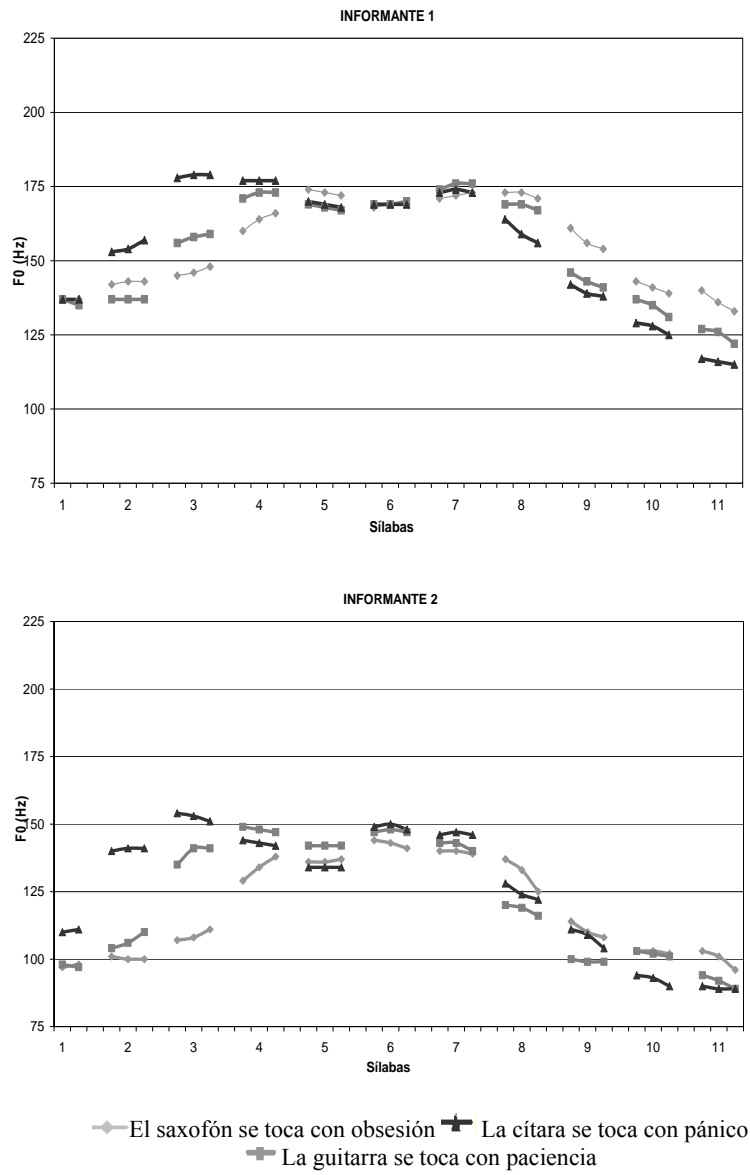 INFORMANTE 1
225
200
175
150
125
100
75
F0 (Hz)
1 2 3 4 5 6 7 8 9 10 11
Sílabas
INFORMANTE 2
225
200
175
150
125
100
75
F0 (Hz)
1 2 3 4 5 6 7 8 9 10 11
Sílabas
El saxofón se toca con obsesión La cítara se toca con pánico
La guitarra se toca con paciencia